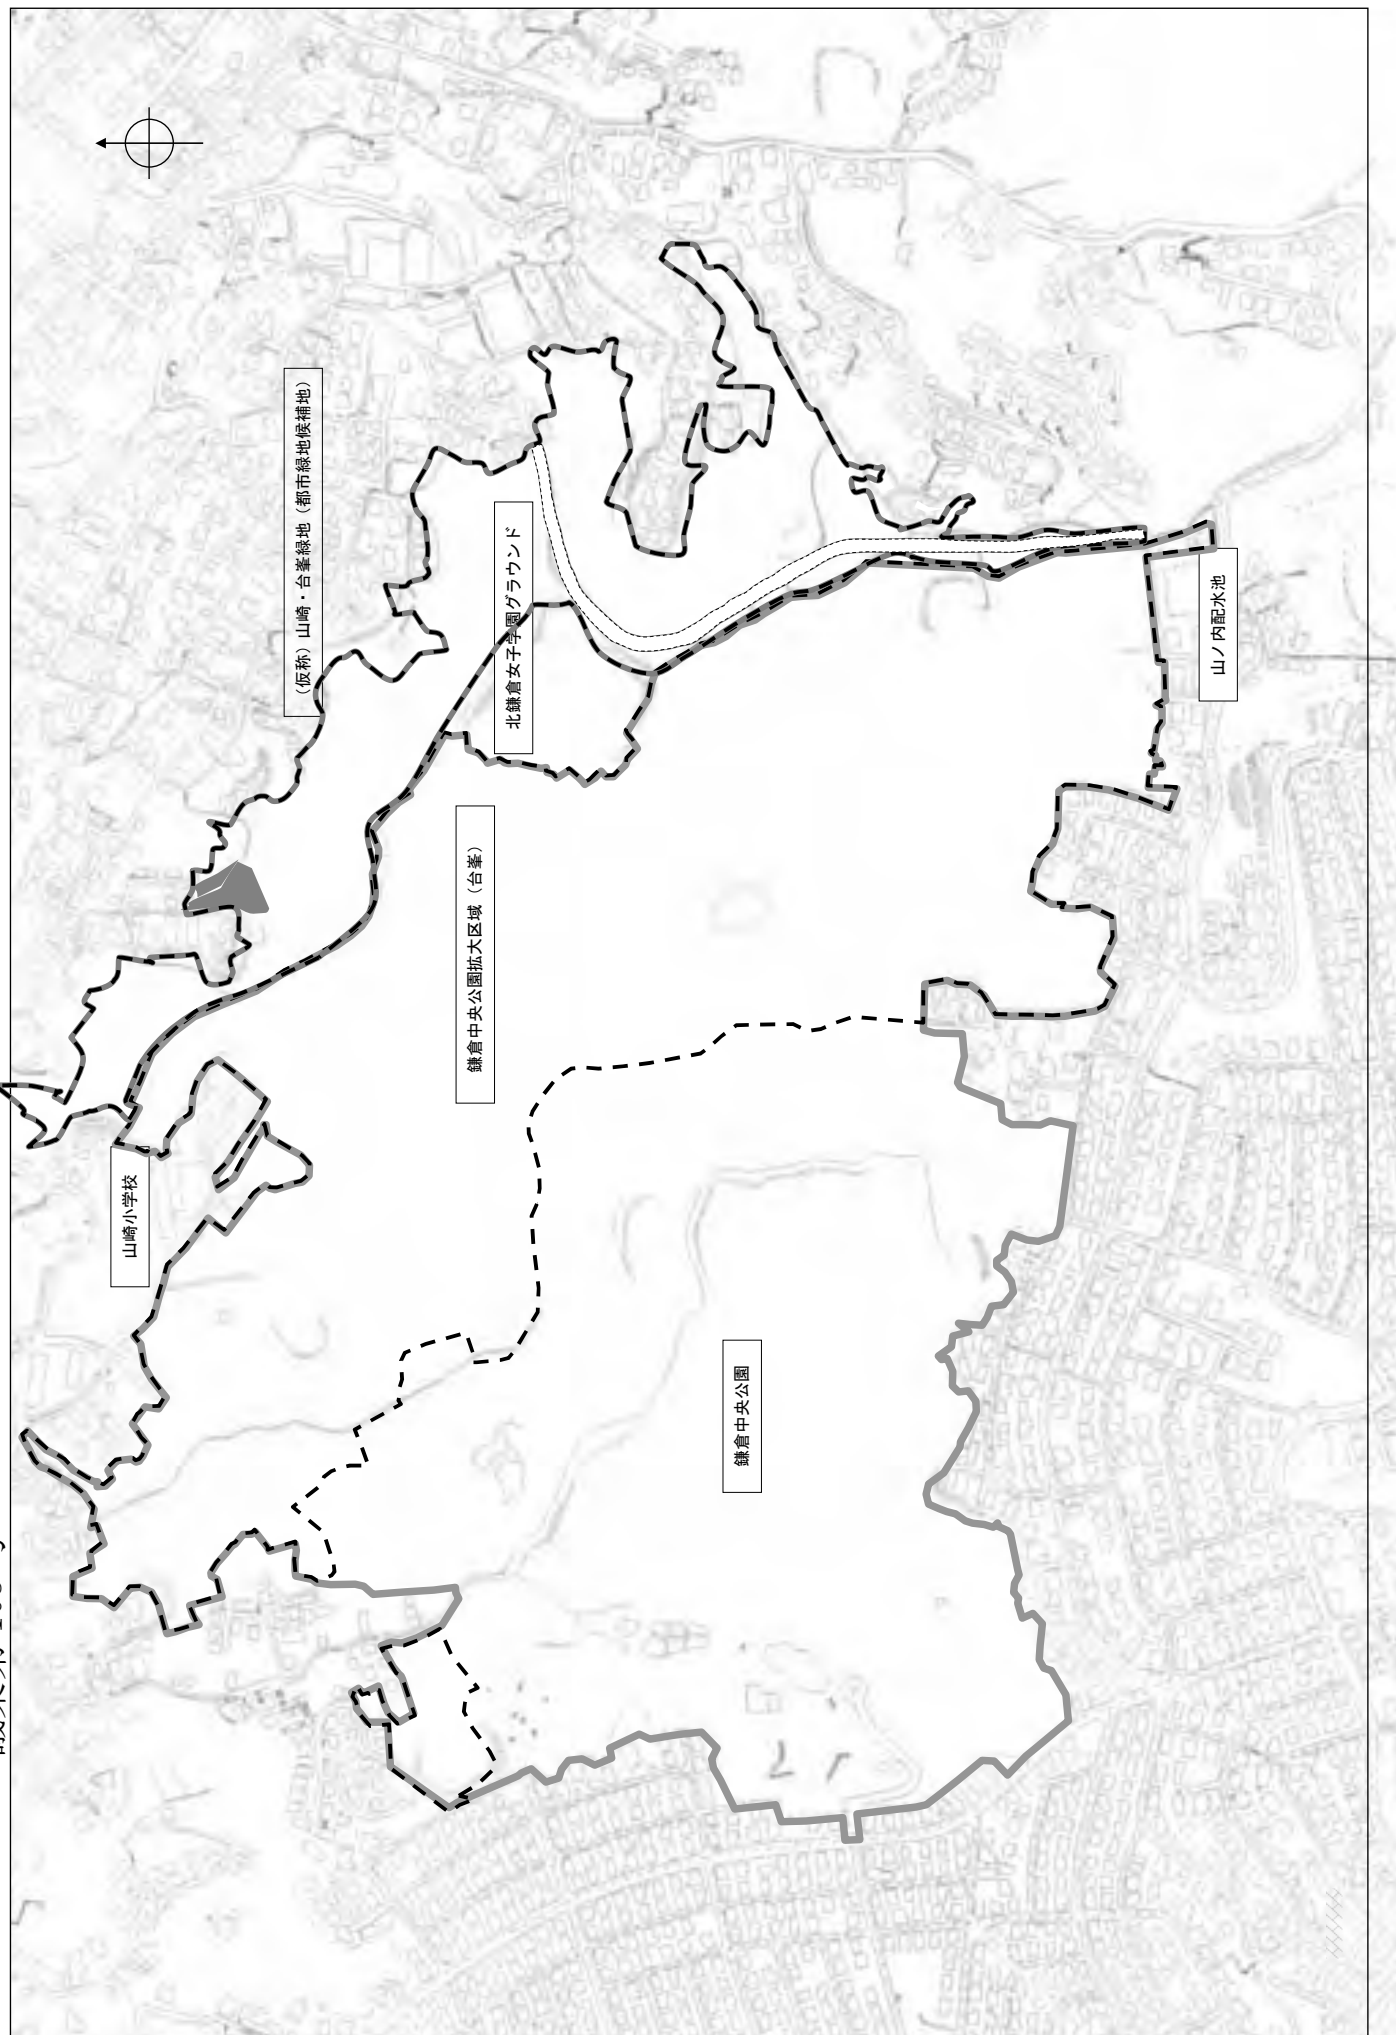 （仮称）山崎・台峯緑地（都市緑地候補地）
北鎌倉女子学園グラウンド
山ノ内配水池
鎌倉中央公園拡大区域（台峯）
山崎小学校
鎌倉中央公園